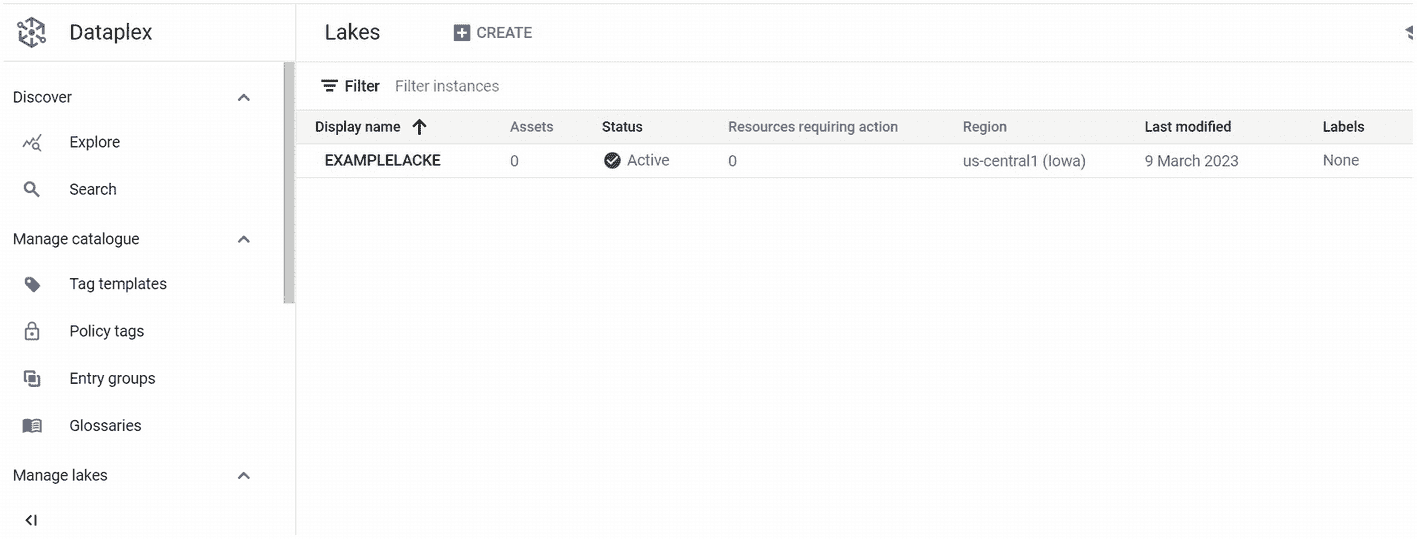 Dataplex
Lakes
CREATE
Discover
Explore
Search
Manage catalogue
Tag templates
Policy tags
Entry groups
Glossaries
Manage lakes
Filter Filter instances
Display name Assets Status Resources requiring action Region Last modified Labels
EXAMPLELACKE 0 Active 0 us-central1 (Iowa) 9 March 2023 None